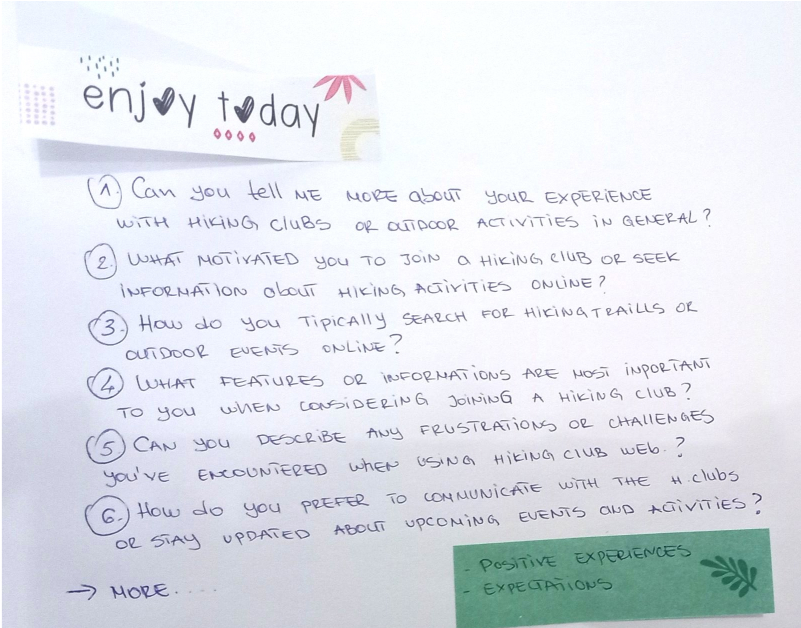 enjoy today
1. Can you tell ME MORE about YOUR EXPERIENCE
WITH HIKING CLUBS OR OUTDOOR ACTIVITIES IN GENERAL?
2. WHAT MOTIVATED YOU TO JOIN a HIKING CLUB OR SEEK
INFORMATION about HIKING ACTIVITIES ONLINE?
3. How do you TIPICALLY SEARCH FOR HIKING TRAILLS OR
OUTDOOR EVENTS ONLINE?
4. WHAT FEATURES OR INFORMATIONS ARE MOST INPORTANT
TO YOU WHEN CONSIDERING JOINING A HIKING CLUB?
5. CAN YOU DESCRIBE ANY FRUSTRATIONS OR CHALLENGES
YOU'VE ENCOUNTERED WHEN USING HIKING CLUB WEB.?
6. How do you PREFER TO COMMUNICATE WITH THE H.clubs
OR STAY UPDATED ABOUT UPCOMING EVENTS AND ACTIVITIES?
→ MORE.....
- POSITIVE EXPERIENCES
- EXPECTATIONS